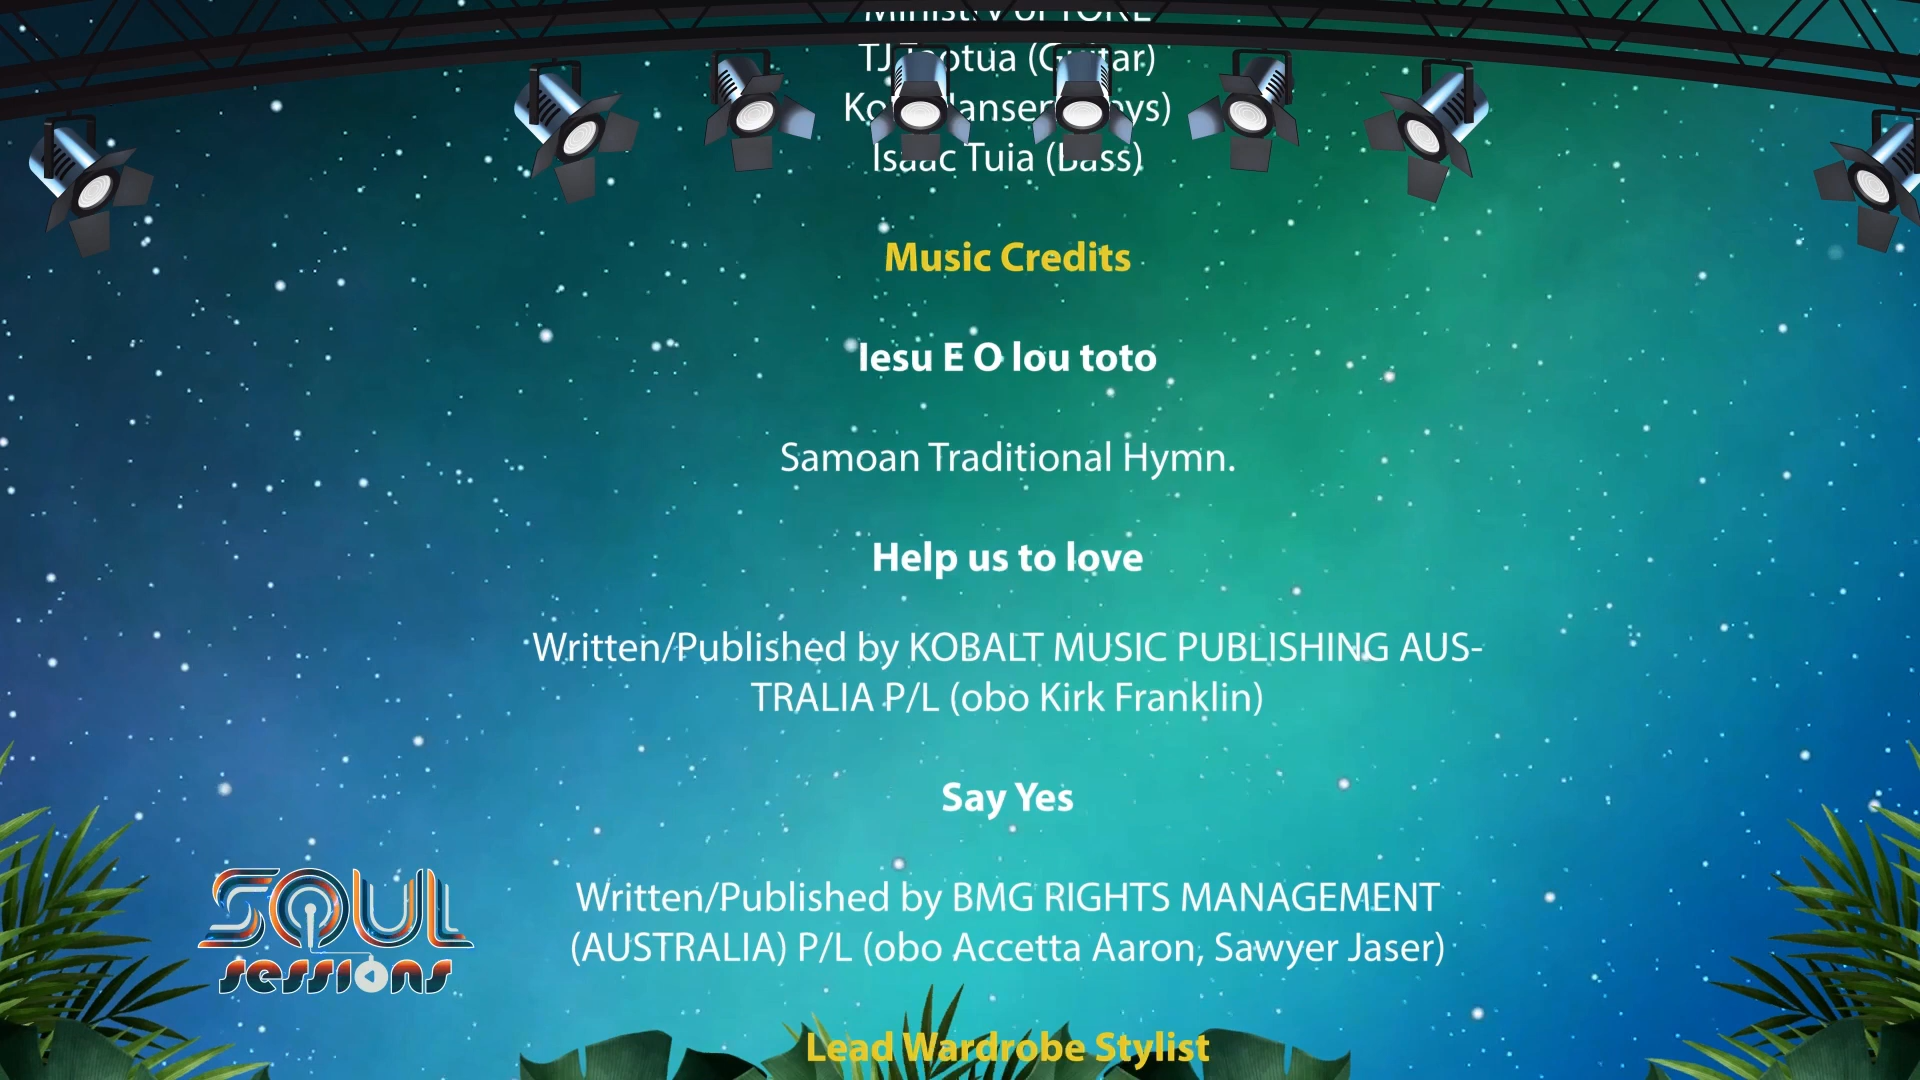 TJ (Guitar)
Isaac Tuia (Bass)
Music Credits
Iesu E O lou toto
Samoan Traditional Hymn.
Help us to love
Written/Published by KOBALT MUSIC PUBLISHING AUS-
TRALIA P/L (obo Kirk Franklin)
Say Yes
Written/Published by BMG RIGHTS MANAGEMENT
(AUSTRALIA) P/L (obo Accetta Aaron, Sawyer Jaser)
SOUL
sessions
Lead Wardrobe Stylist